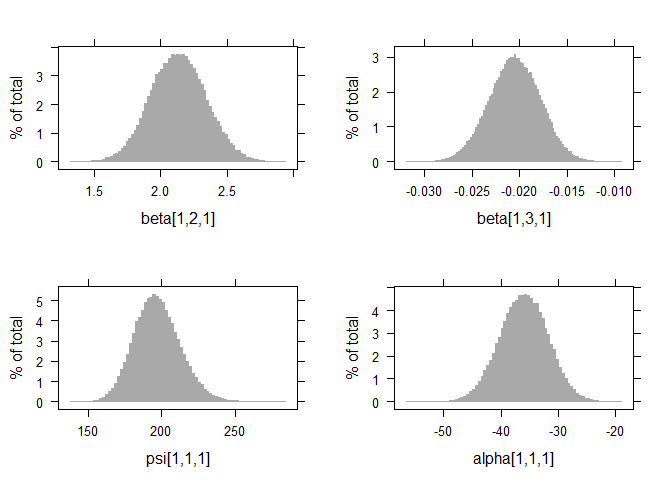 % of total
3
2
1
0
1.5 2.0 2.5
beta[1,2,1]
% of total
3
2
1
0
-0.030 -0.025 -0.020 -0.015 -0.010
beta[1,3,1]
% of total
5
4
3
2
1
0
150 200 250
psi[1,1,1]
% of total
4
3
2
1
0
-50 -40 -30 -20
alpha[1,1,1]